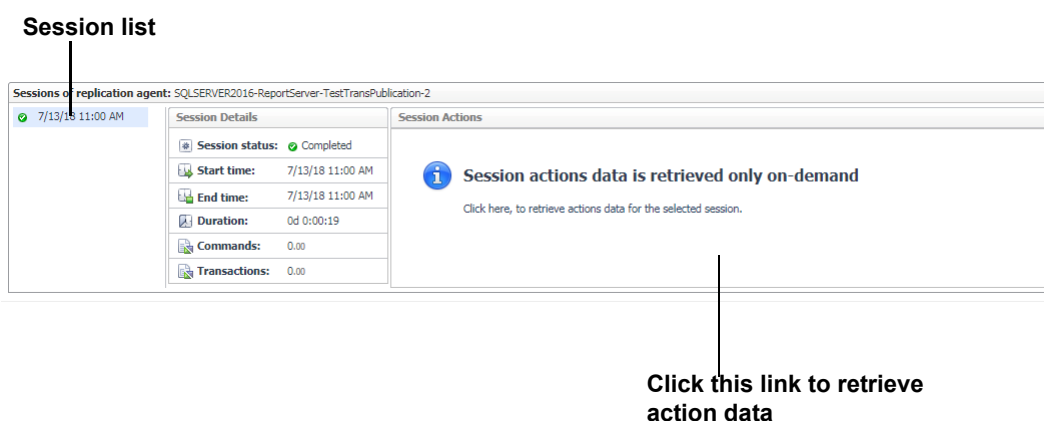 Session list
Sessions of replication agent: SQLSERVER2016-ReportServer-TestTransPublication-2
7/13/18 11:00 AM
Session Details
Session status: Completed
Start time: 7/13/18 11:00 AM
End time: 7/13/18 11:00 AM
Duration: 0d 0:00:19
Commands: 0.00
Transactions: 0.00
Session Actions
Session actions data is retrieved only on-demand
Click here, to retrieve actions data for the selected session.
Click this link to retrieve
action data